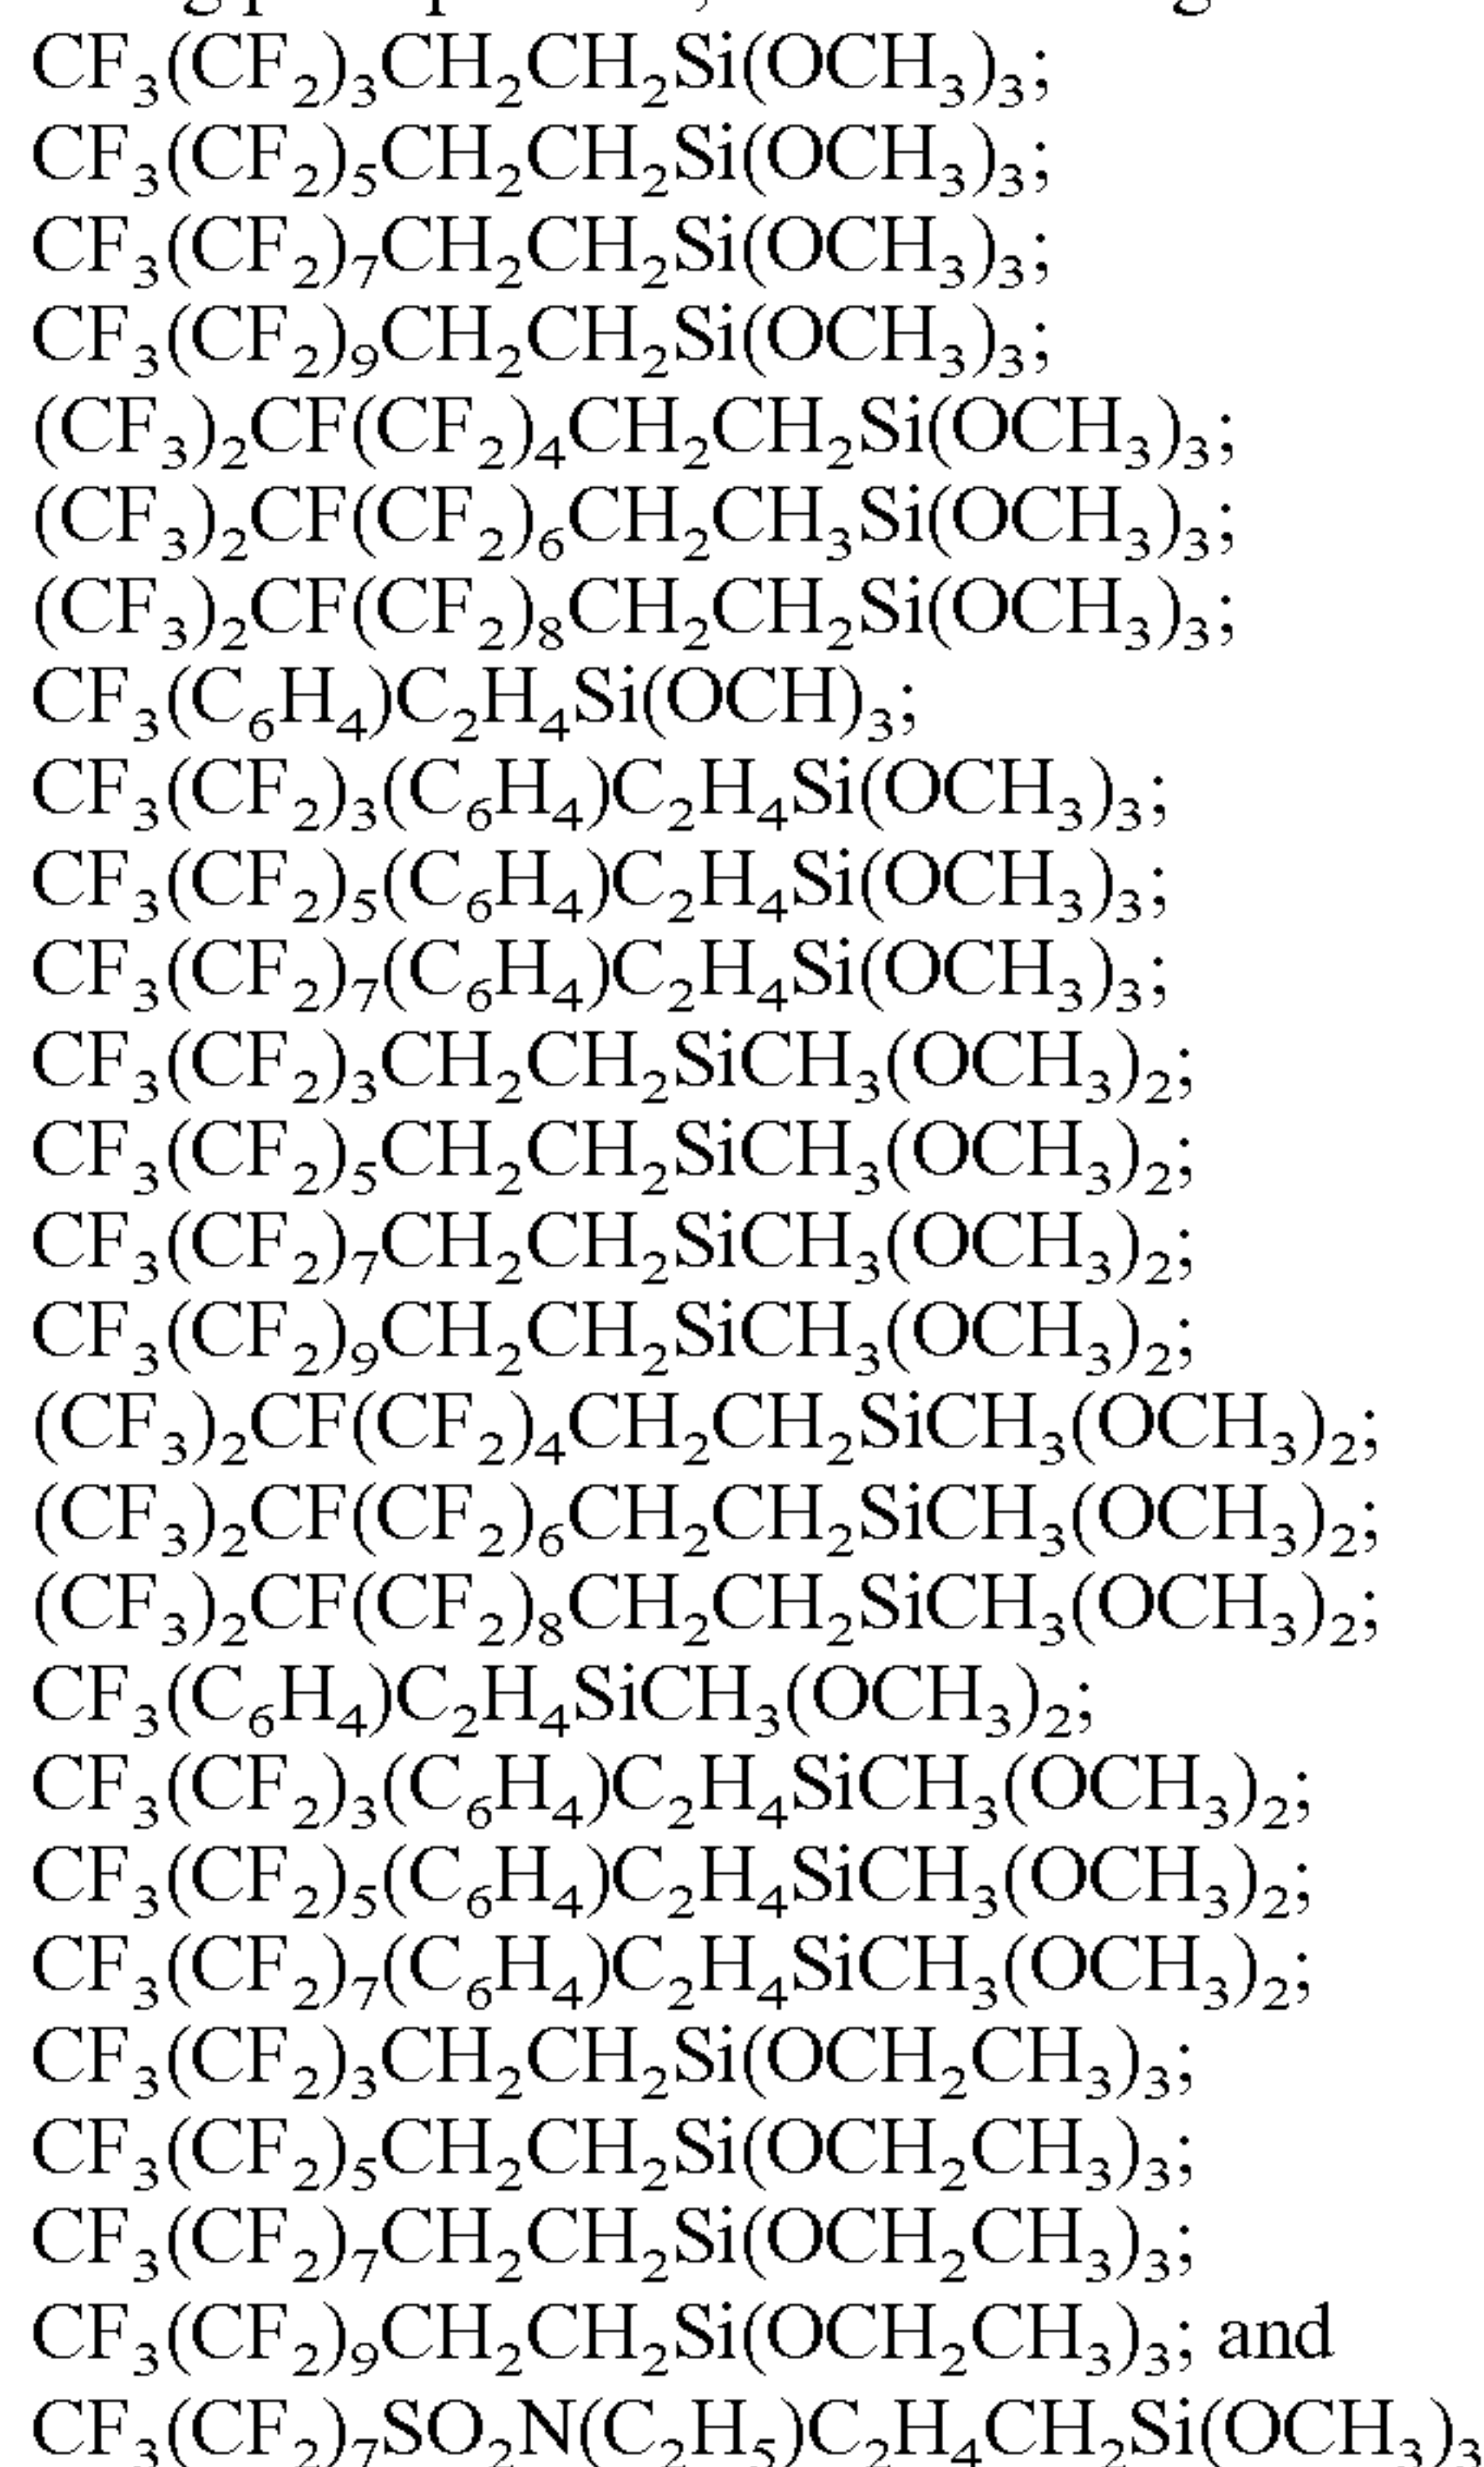 CF₃(CF₂)₃CH₂CH₂Si(OCH₃)₃;
CF₃(CF₂)₅CH₂CH₂Si(OCH₃)₃;
CF₃(CF₂)₇CH₂CH₂Si(OCH₃)₃;
CF₃(CF₂)₉CH₂CH₂Si(OCH₃)₃;
(CF₃)₂CF(CF₂)₄CH₂CH₂Si(OCH₃)₃;
(CF₃)₂CF(CF₂)₆CH₂CH₃Si(OCH₃)₃;
(CF₃)₂CF(CF₂)₈CH₂CH₂Si(OCH₃)₃;
CF₃(C₆H₄)C₂H₄Si(OCH)₃;
CF₃(CF₂)₃(C₆H₄)C₂H₄Si(OCH₃)₃;
CF₃(CF₂)₅(C₆H₄)C₂H₄Si(OCH₃)₃;
CF₃(CF₂)₇(C₆H₄)C₂H₄Si(OCH₃)₃;
CF₃(CF₂)₃CH₂CH₂SiCH₃(OCH₃)₂;
CF₃(CF₂)₅CH₂CH₂SiCH₃(OCH₃)₂;
CF₃(CF₂)₇CH₂CH₂SiCH₃(OCH₃)₂;
CF₃(CF₂)₉CH₂CH₂SiCH₃(OCH₃)₂;
(CF₃)₂CF(CF₂)₄CH₂CH₂SiCH₃(OCH₃)₂;
(CF₃)₂CF(CF₂)₆CH₂CH₂SiCH₃(OCH₃)₂;
(CF₃)₂CF(CF₂)₈CH₂CH₂SiCH₃(OCH₃)₂;
CF₃(C₆H₄)C₂H₄SiCH₃(OCH₃)₂;
CF₃(CF₂)₃(C₆H₄)C₂H₄SiCH₃(OCH₃)₂;
CF₃(CF₂)₅(C₆H₄)C₂H₄SiCH₃(OCH₃)₂;
CF₃(CF₂)₇(C₆H₄)C₂H₄SiCH₃(OCH₃)₂;
CF₃(CF₂)₃CH₂CH₂Si(OCH₂CH₃)₃;
CF₃(CF₂)₅CH₂CH₂Si(OCH₂CH₃)₃;
CF₃(CF₂)₇CH₂CH₂Si(OCH₂CH₃)₃;
CF₃(CF₂)₉CH₂CH₂Si(OCH₂CH₃)₃; and
CF₃(CF₂)₇SO₂N(C₂H₅)C₂H₄CH₂Si(OCH₃)₃